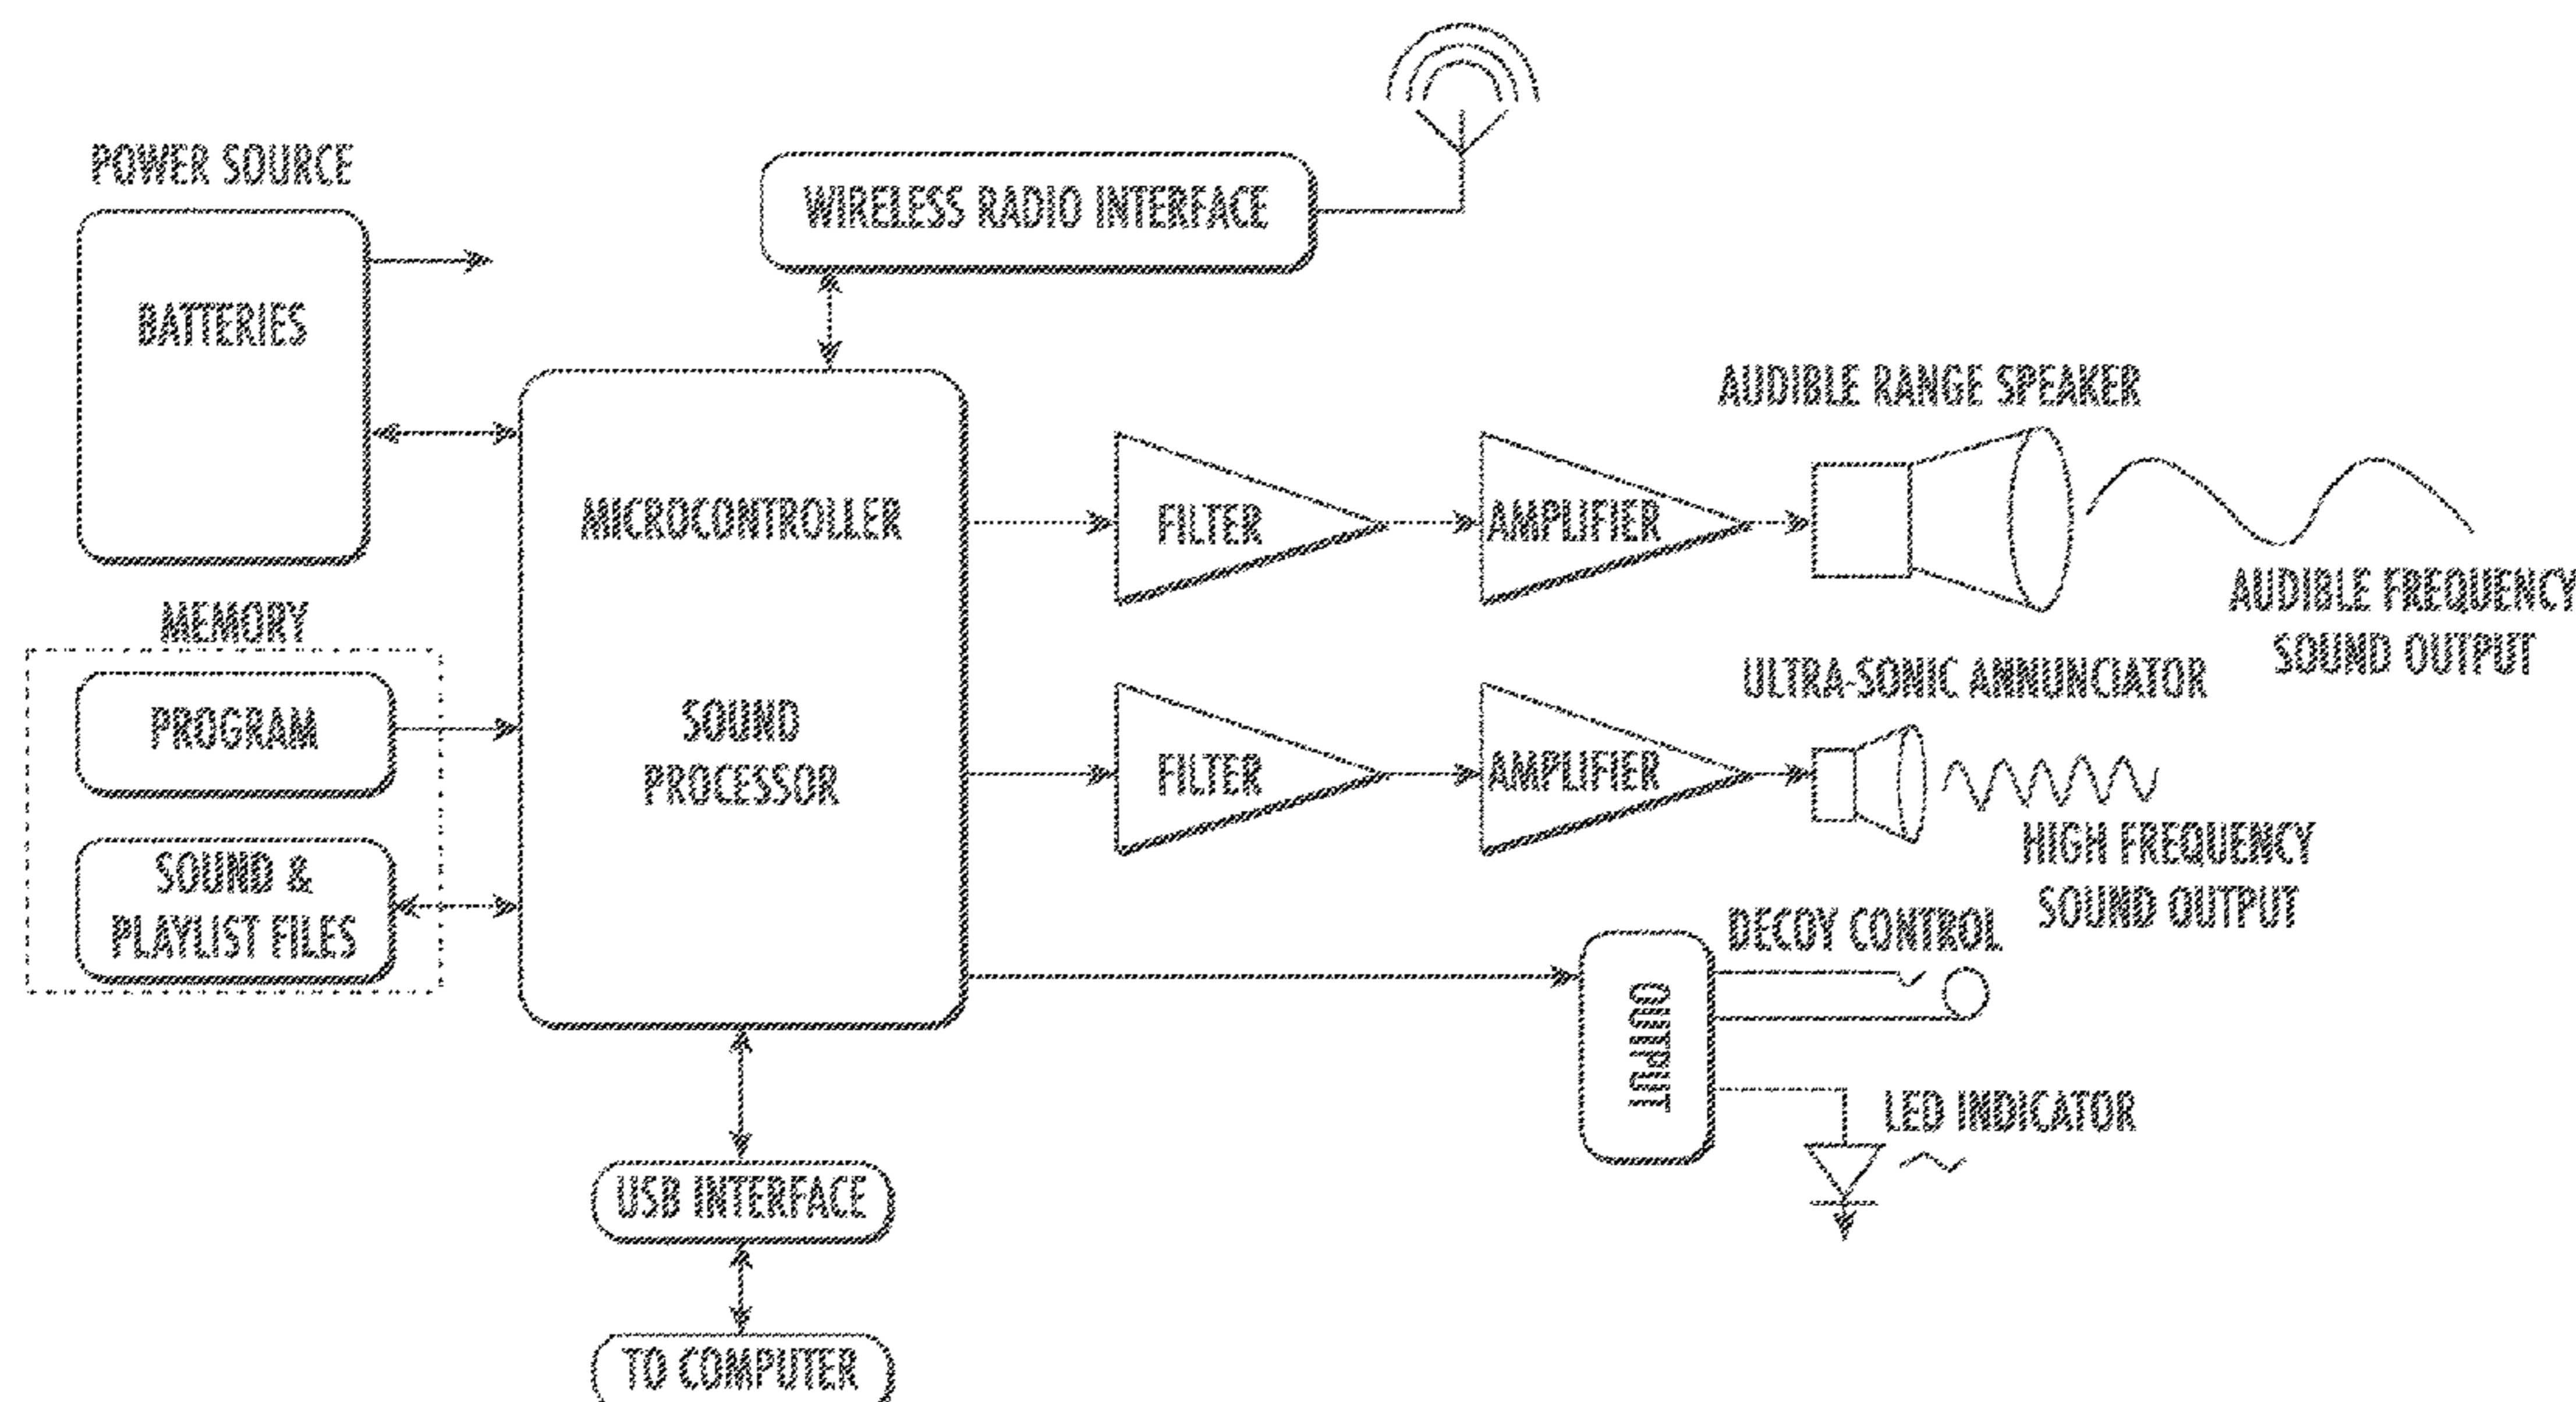 POWER SOURCE
BATTERIES
WIRELESS RADIO INTERFACE
MEMORY
PROGRAM
SOUND &
PLAYLIST FILES
MICROCONTROLLER
SOUND
PROCESSOR
FILTER
AMPLIFIER
AUDIBLE RANGE SPEAKER
AUDIBLE FREQUENCY
SOUND OUTPUT
FILTER
AMPLIFIER
ULTRA-SONIC ANNUNCIATOR
HIGH FREQUENCY
SOUND OUTPUT
OUTPUT
DECOY CONTROL
LED INDICATOR
USB INTERFACE
TO COMPUTER